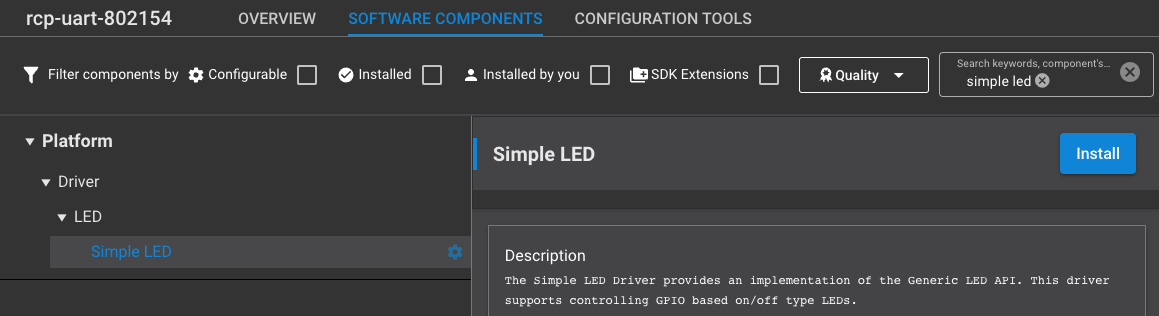 rcp-uart-802154 OVERVIEW SOFTWARE COMPONENTS CONFIGURATION TOOLS
Filter components by Configurable Installed Installed by you SDK Extensions Quality
Search keywords, component's...
simple led
Platform
Driver
LED
Simple LED
Simple LED
Install
Description
The Simple LED Driver provides an implementation of the Generic LED API. This driver
supports controlling GPIO based on/off type LEDs.